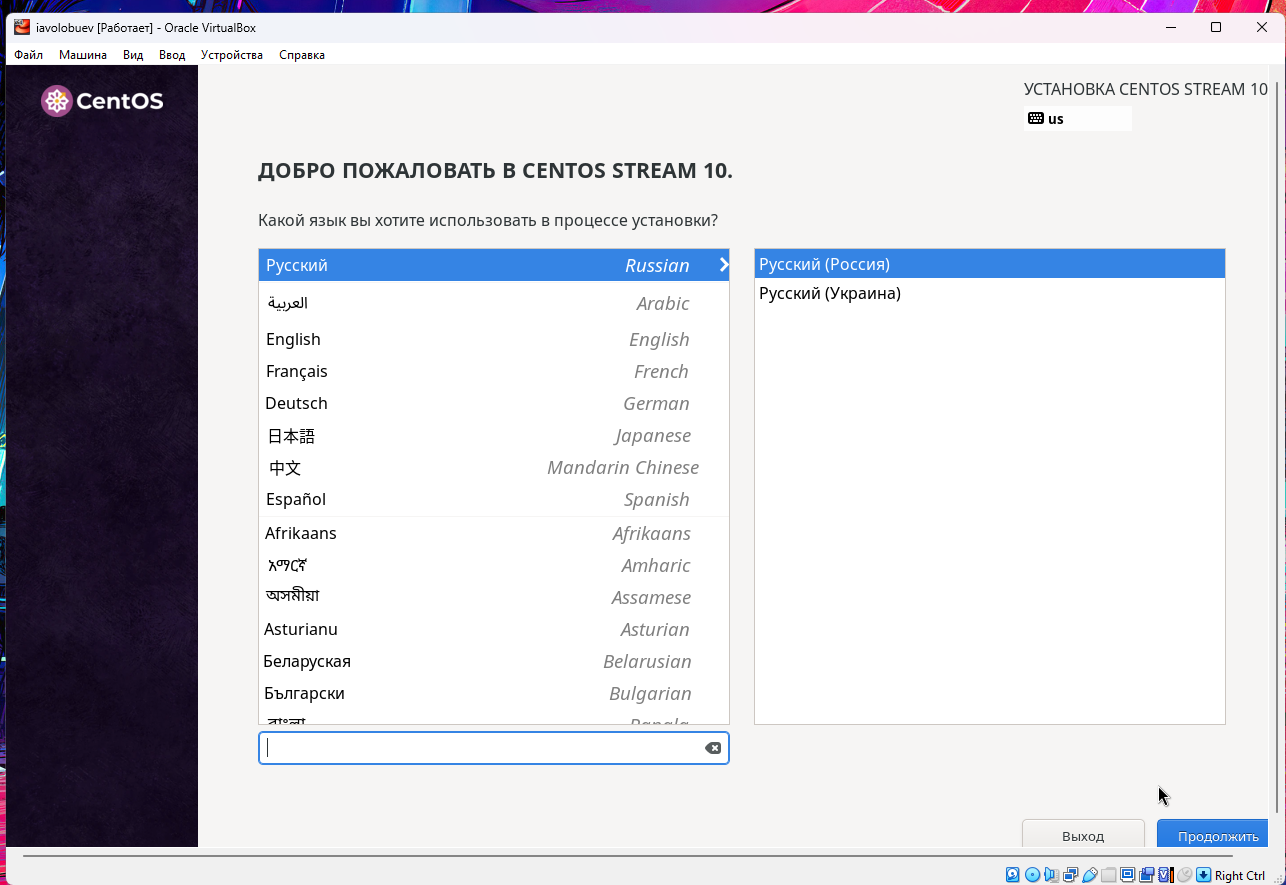 iavolobuev [Работает] - Oracle VirtualBox
Файл Машина Вид Ввод Устройства Справка
CentOS
УСТАНОВКА CENTOS STREAM 10
us
ДОБРО ПОЖАЛОВАТЬ В CENTOS STREAM 10.
Какой язык вы хотите использовать в процессе установки?
Русский Russian
العربية Arabic
English English
Français French
Deutsch German
日本語 Japanese
中文 Mandarin Chinese
Español Spanish
Afrikaans Afrikaans
አማርኛ Amharic
অসমীয়া Assamese
Asturianu Asturian
Беларуская Belarusian
Български Bulgarian
বাংলা Bangla
Русский (Россия)
Русский (Украина)
Выход Продолжить
Right Ctrl